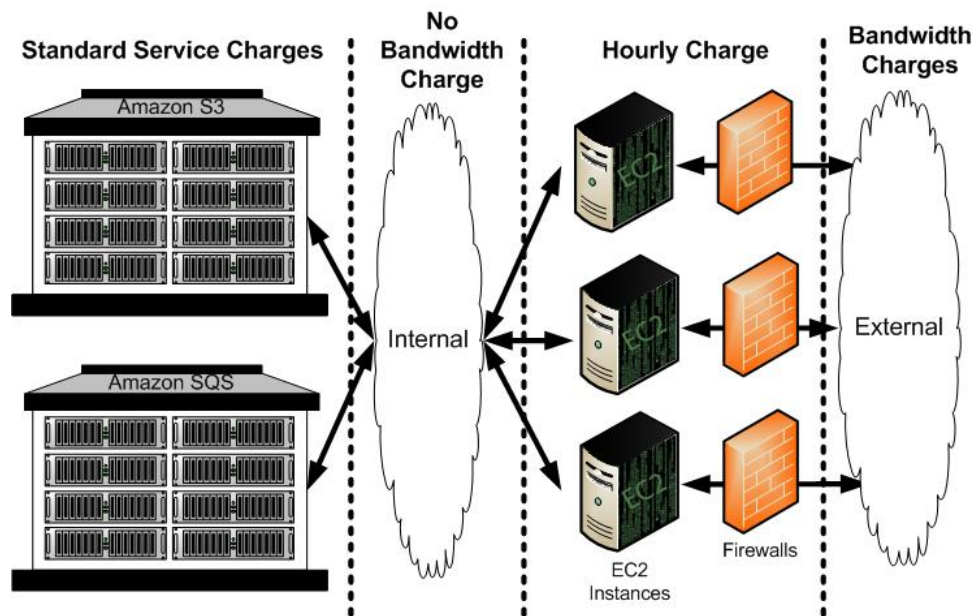 Standard Service Charges
No
Bandwidth
Charge
Hourly Charge
Bandwidth
Charges
Amazon S3
EC2
Internal
EC2
External
Amazon SQS
EC2
EC2
Instances
Firewalls